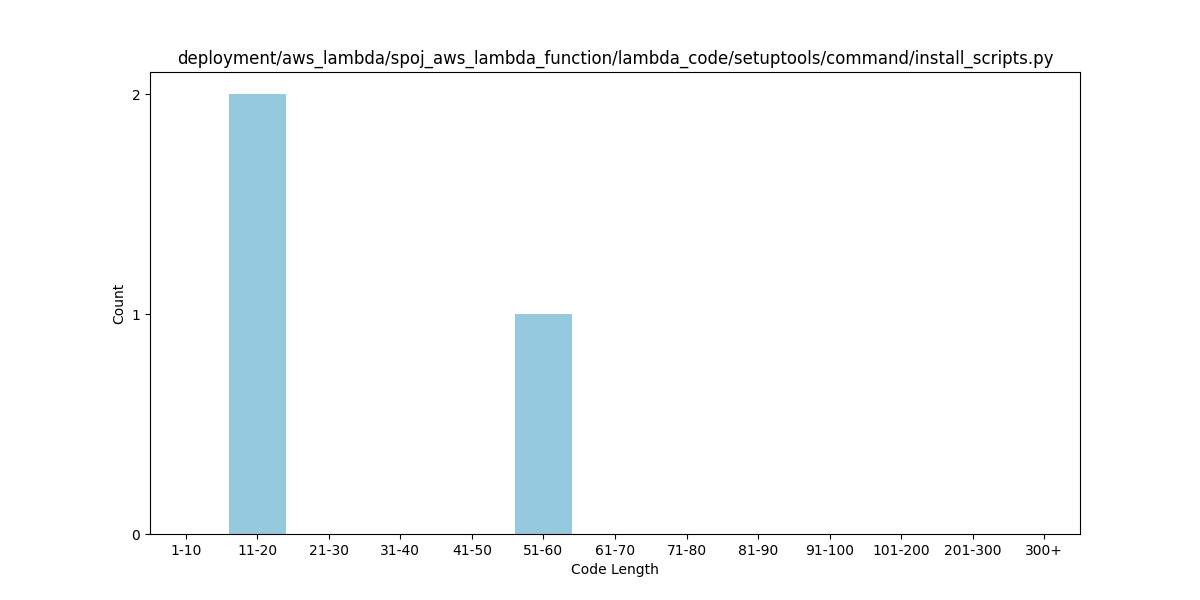 deployment/aws_lambda/spoj_aws_lambda_function/lambda_code/setuptools/command/install_scripts.py
2
1
0
Count
1-10 11-20 21-30 31-40 41-50 51-60 61-70 71-80 81-90 91-100 101-200 201-300 300+
Code Length